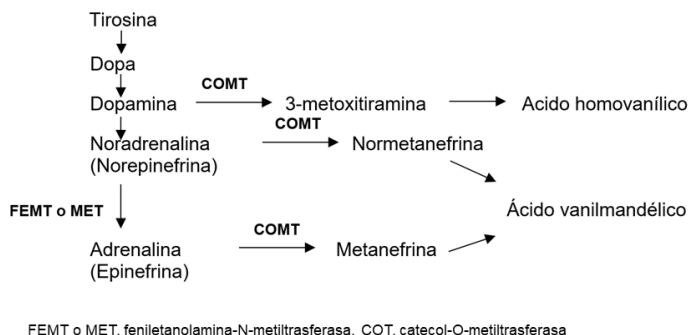 Tirosina
Dopa
COMT
Dopamina 3-metoxitiramina Acido homovanílico
COMT
Noradrenalina Normetanefrina
(Norepinefrina)
FEMT o MET Ácido vanilmandélico
COMT
Adrenalina Metanefrina
(Epinefrina)
FEMT o MET, feniletanolamina-N-metiltrasferasa, COT, catecol-O-metiltrasferasa